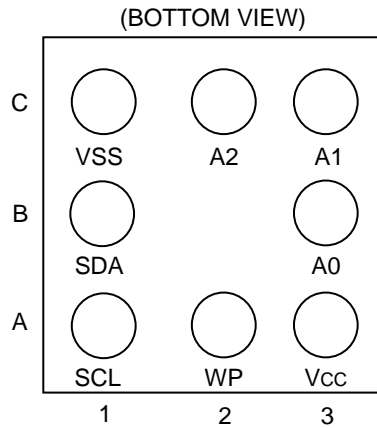 (BOTTOM VIEW)
C
VSS A2 A1
B
SDA A0
A
SCL WP VCC
1 2 3